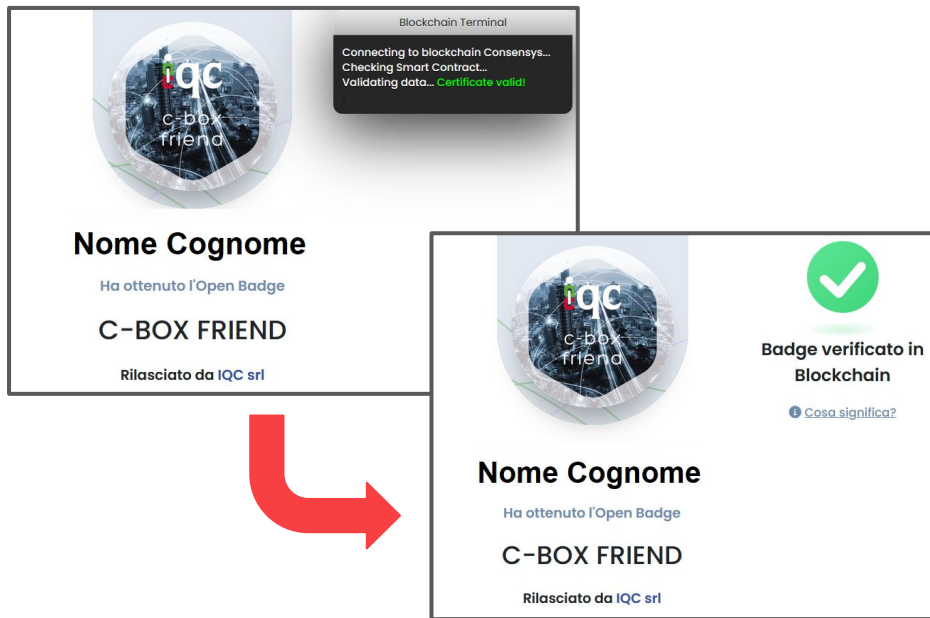 Blockchain Terminal
Connecting to blockchain Consensys...
Checking Smart Contract...
Validating data... Certificate valid!
iqc
c-box
friend
Nome Cognome
Ha ottenuto l'Open Badge
C-BOX FRIEND
Rilasciato da IQC srl
iqc
c-box
friend
Badge verificato in
Blockchain
Cosa significa?
Nome Cognome
Ha ottenuto l'Open Badge
C-BOX FRIEND
Rilasciato da IQC srl